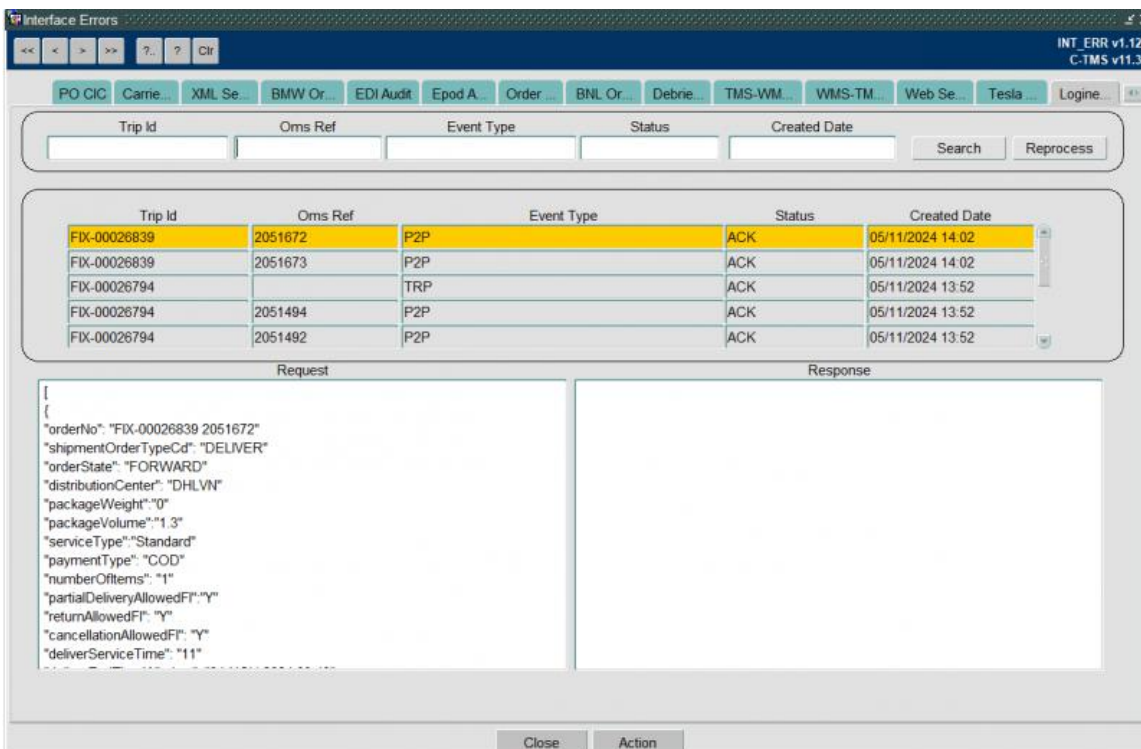 Interface Errors
<< < > >> ?.. ? Clr
INT_ERR v1.12
C-TMS v11.3
PO CIC Carrie... XML Se... BMW Or... EDI Audit Epod A... Order ... BNL Or... Debrie... TMS-WM... WMS-TM... Web Se... Tesla ... Logine...
Trip Id Oms Ref Event Type Status Created Date
Search Reprocess
Trip Id Oms Ref Event Type Status Created Date
FIX-00026839 2051672 P2P ACK 05/11/2024 14:02
FIX-00026839 2051673 P2P ACK 05/11/2024 14:02
FIX-00026794 TRP ACK 05/11/2024 13:52
FIX-00026794 2051494 P2P ACK 05/11/2024 13:52
FIX-00026794 2051492 P2P ACK 05/11/2024 13:52
Request Response
[
{
"orderNo": "FIX-00026839 2051672"
"shipmentOrderTypeCd": "DELIVER"
"orderState": "FORWARD"
"distributionCenter": "DHLVN"
"packageWeight":"0"
"packageVolume":"1.3"
"serviceType":"Standard"
"paymentType": "COD"
"numberOfItems": "1"
"partialDeliveryAllowedFl":"Y"
"returnAllowedFl": "Y"
"cancellationAllowedFl": "Y"
"deliverServiceTime": "11"
Close Action